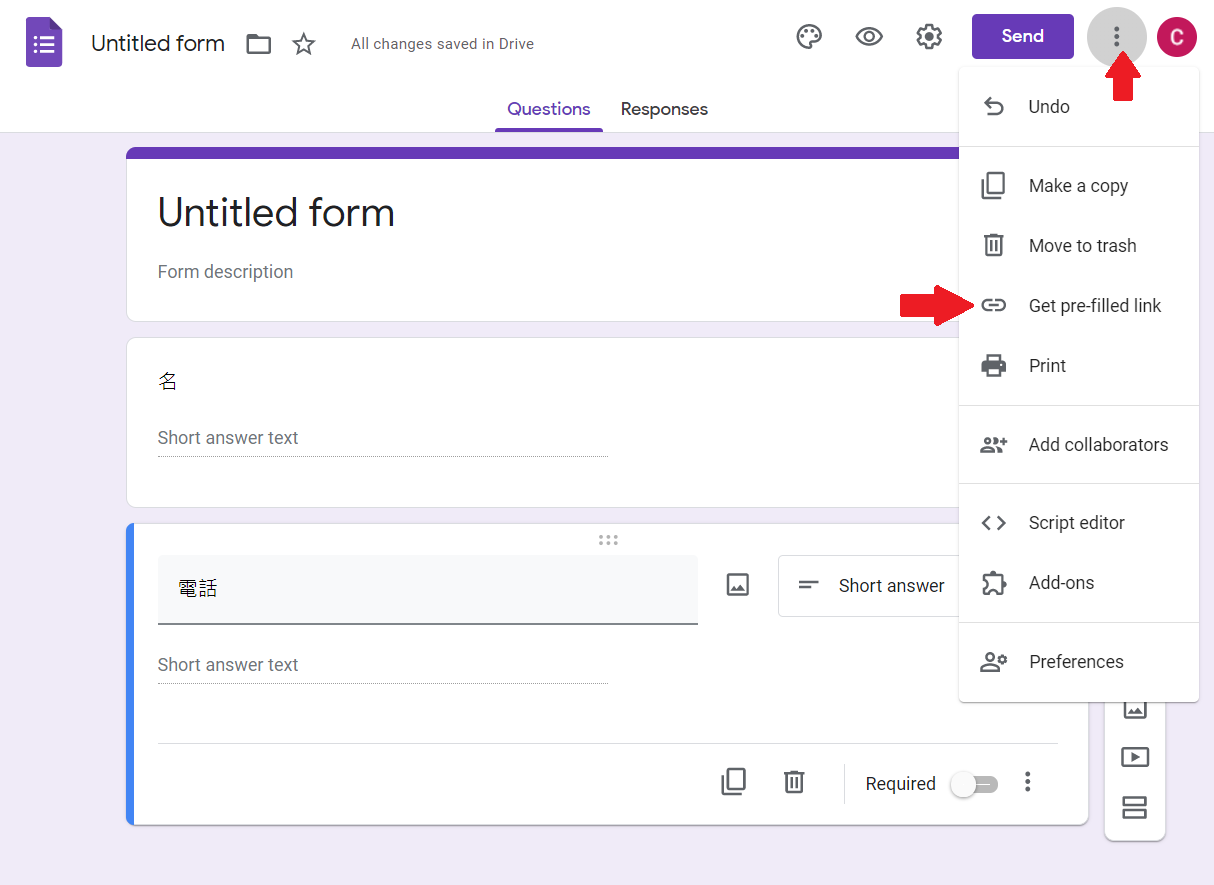 Untitled form
All changes saved in Drive
Send
C
Questions
Responses
Undo
Make a copy
Move to trash
Get pre-filled link
Print
Add collaborators
Script editor
Add-ons
Preferences
Untitled form
Form description
名
Short answer text
電話
Short answer
Short answer text
Required